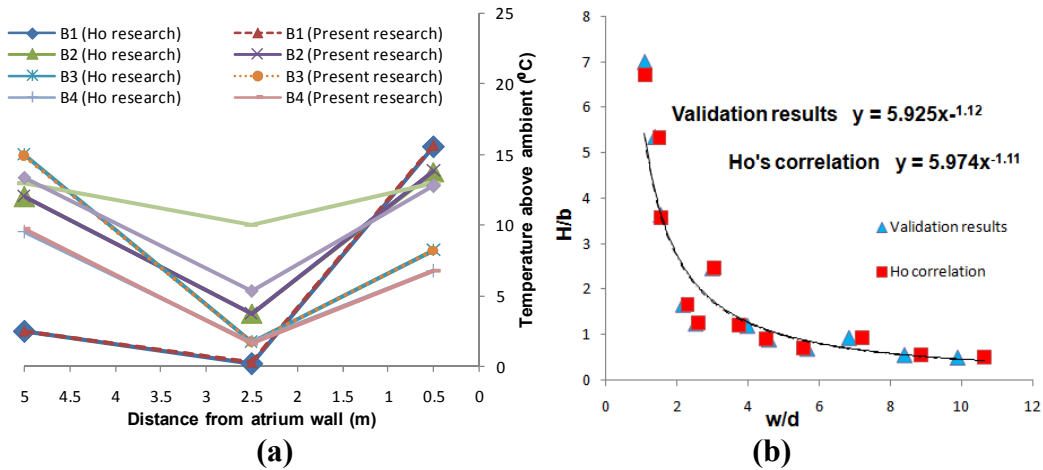 B1 (Ho research) B1 (Present research)
B2 (Ho research) B2 (Present research)
B3 (Ho research) B3 (Present research)
B4 (Ho research) B4 (Present research)
25
20
15
10
5
0
Temperature above ambient (⁰C)
5 4.5 4 3.5 3 2.5 2 1.5 1 0.5 0
Distance from atrium wall (m)
(a)
8
7
6
5
4
3
2
1
0
H/b
Validation results y = 5.925x-¹·¹²
Ho's correlation y = 5.974x⁻¹·¹¹
Validation results
Ho correlation
0 2 4 6 8 10 12
w/d
(b)